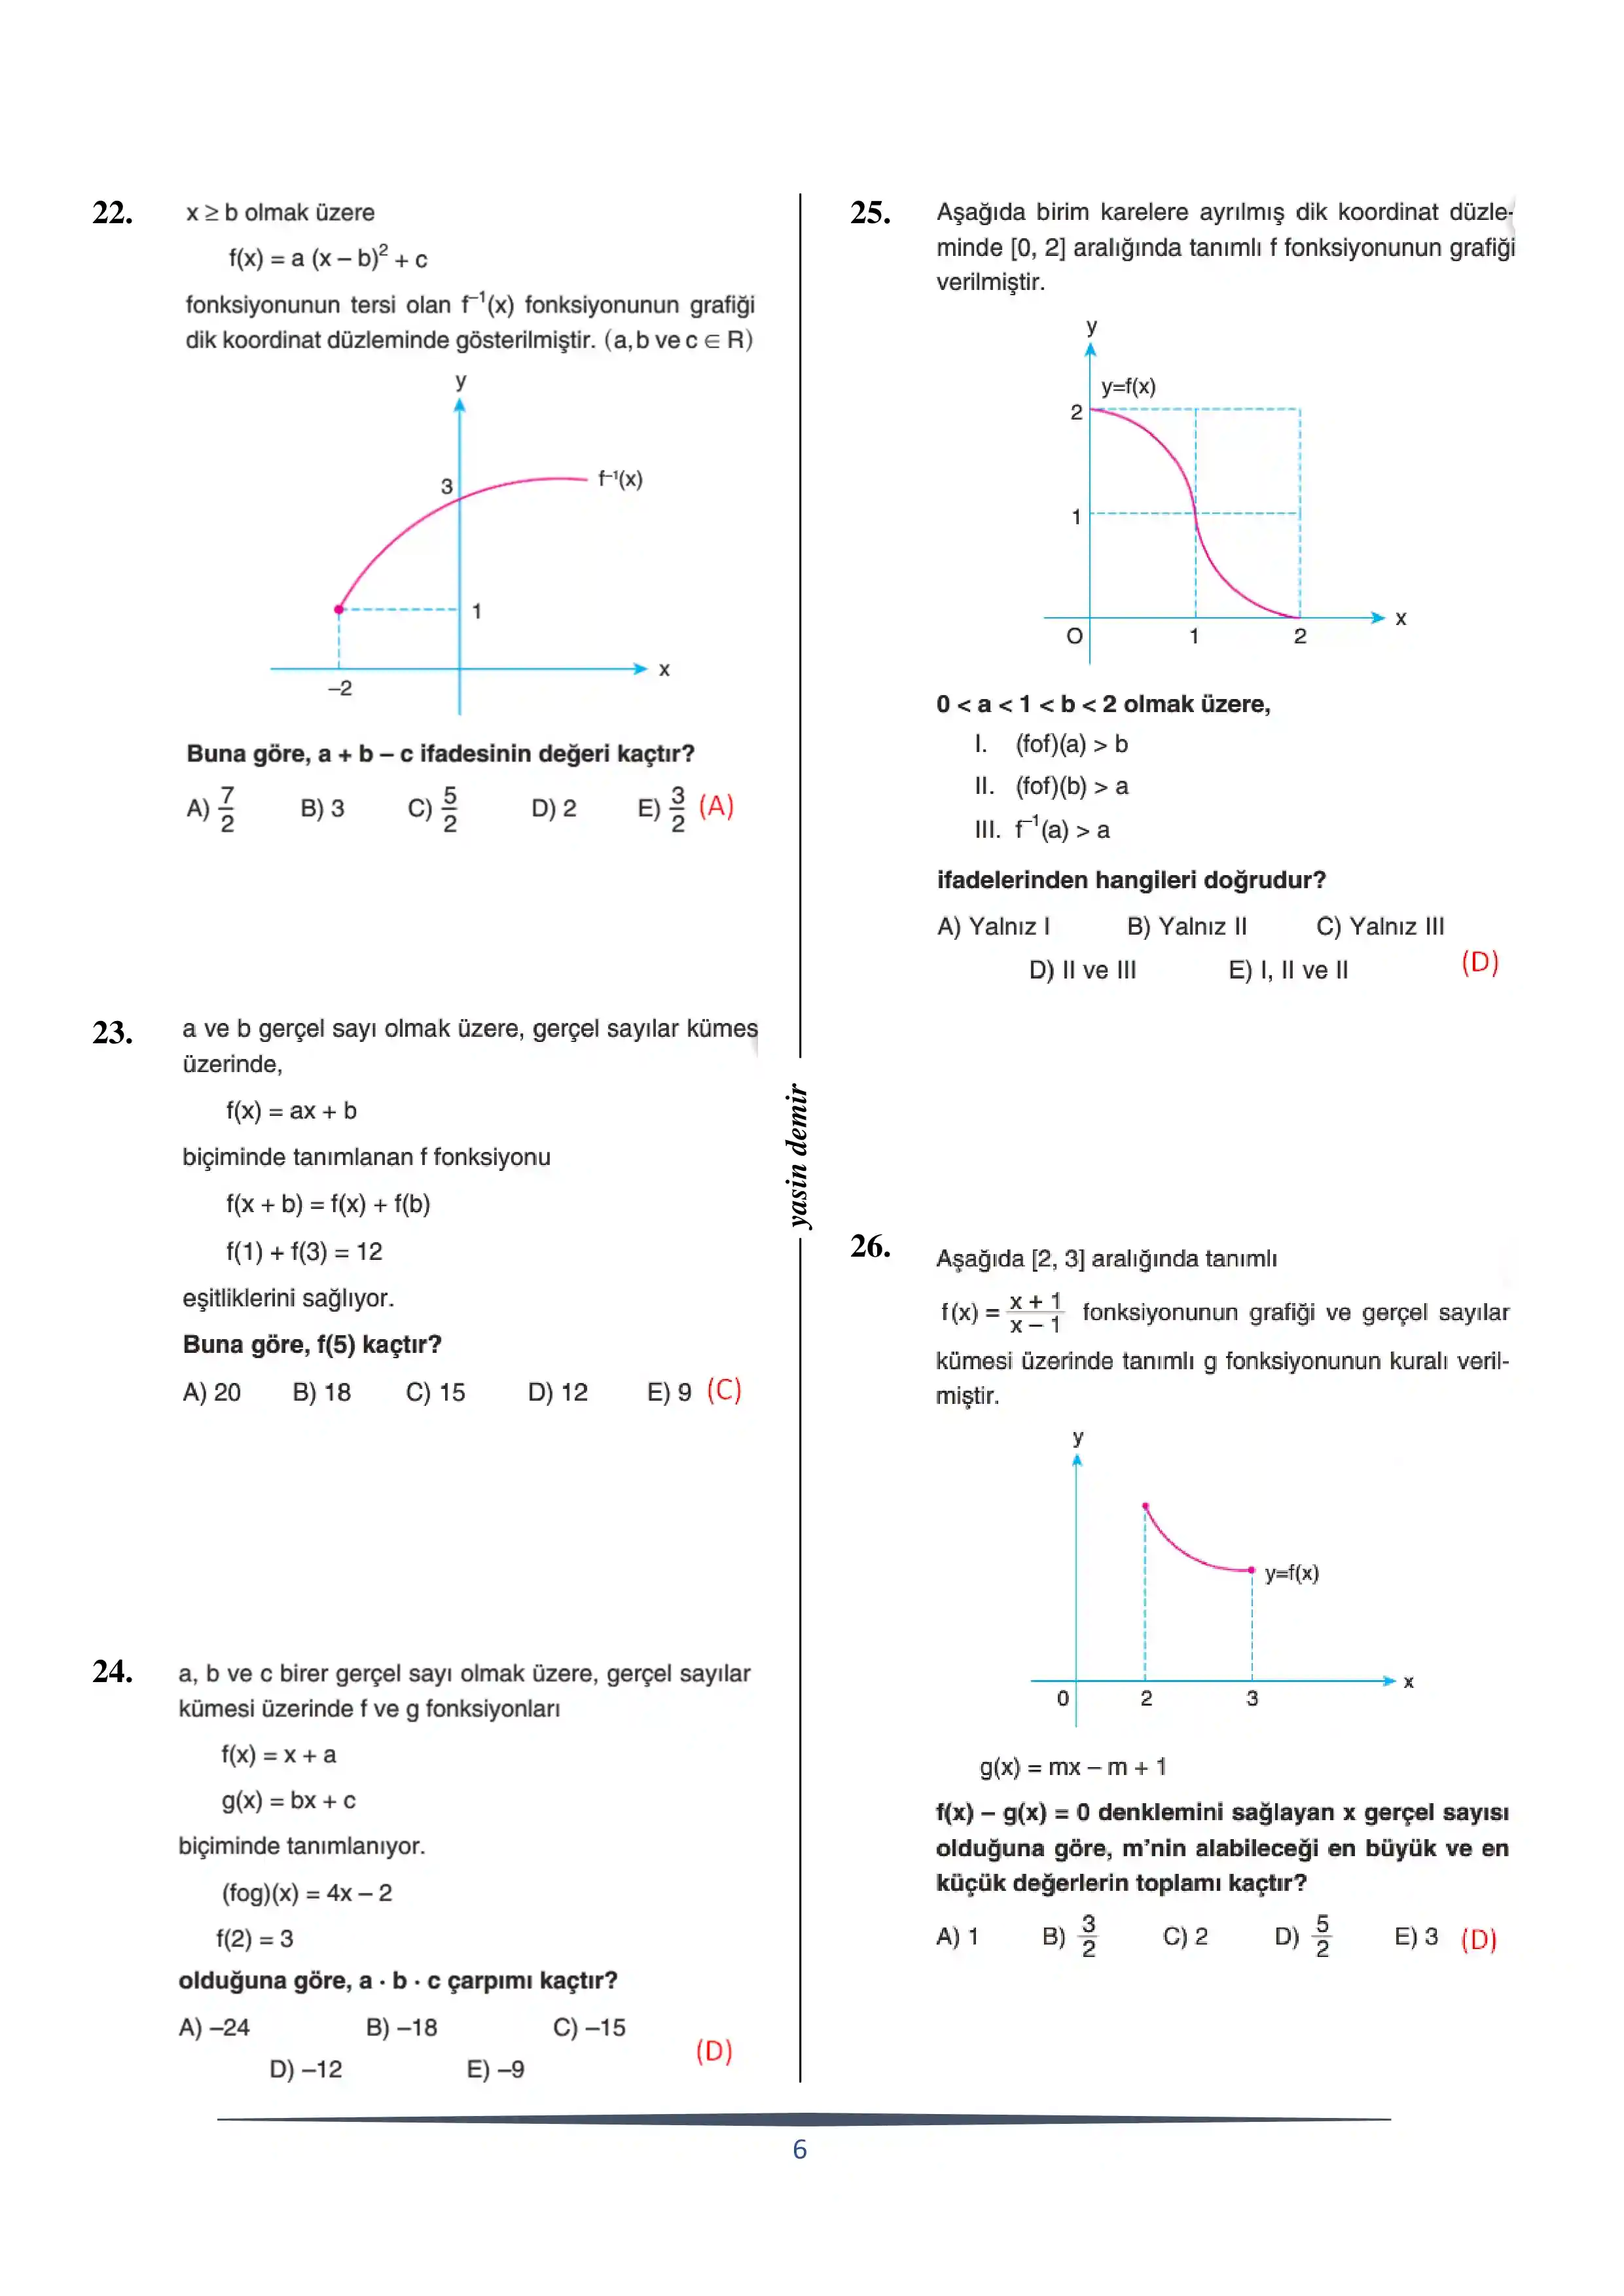 22.
x ≥ b olmak üzere
f(x) = a (x – b)² + c
fonksiyonunun tersi olan f⁻¹(x) fonksiyonunun grafiği
dik koordinat düzleminde gösterilmiştir. (a, b ve c ∈ R)
y
3
f⁻¹(x)
1
x
–2
Buna göre, a + b – c ifadesinin değeri kaçtır?
A) 7/2 B) 3 C) 5/2 D) 2 E) 3/2 (A)
23.
a ve b gerçel sayı olmak üzere, gerçel sayılar kümes
üzerinde,
f(x) = ax + b
biçiminde tanımlanan f fonksiyonu
f(x + b) = f(x) + f(b)
f(1) + f(3) = 12
eşitliklerini sağlıyor.
Buna göre, f(5) kaçtır?
A) 20 B) 18 C) 15 D) 12 E) 9 (C)
24.
a, b ve c birer gerçel sayı olmak üzere, gerçel sayılar
kümesi üzerinde f ve g fonksiyonları
f(x) = x + a
g(x) = bx + c
biçiminde tanımlanıyor.
(fog)(x) = 4x – 2
f(2) = 3
olduğuna göre, a · b · c çarpımı kaçtır?
A) –24 B) –18 C) –15
D) –12 E) –9 (D)
yasin demir
25.
Aşağıda birim karelere ayrılmış dik koordinat düzle-
minde [0, 2] aralığında tanımlı f fonksiyonunun grafiği
verilmiştir.
y
y=f(x)
2
1
x
O 1 2
0 < a < 1 < b < 2 olmak üzere,
I. (fof)(a) > b
II. (fof)(b) > a
III. f⁻¹(a) > a
ifadelerinden hangileri doğrudur?
A) Yalnız I B) Yalnız II C) Yalnız III
D) II ve III E) I, II ve II (D)
26.
Aşağıda [2, 3] aralığında tanımlı
f(x) = (x + 1)/(x – 1) fonksiyonunun grafiği ve gerçel sayılar
kümesi üzerinde tanımlı g fonksiyonunun kuralı veril-
miştir.
y
y=f(x)
x
0 2 3
g(x) = mx – m + 1
f(x) – g(x) = 0 denklemini sağlayan x gerçel sayısı
olduğuna göre, m'nin alabileceği en büyük ve en
küçük değerlerin toplamı kaçtır?
A) 1 B) 3/2 C) 2 D) 5/2 E) 3 (D)
6